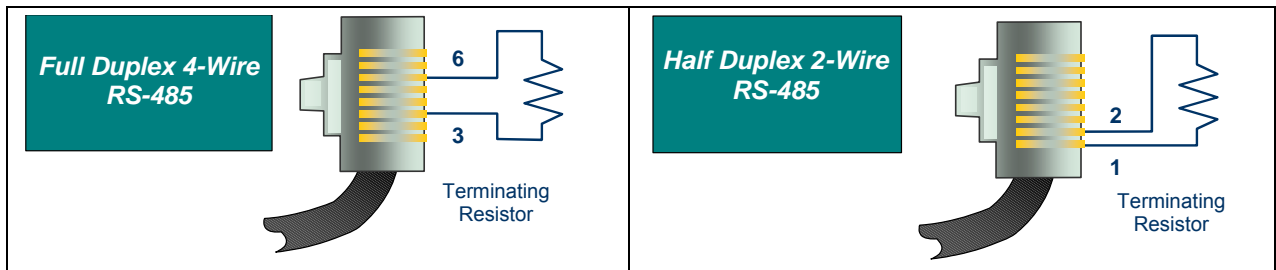 Full Duplex 4-Wire
RS-485
6
3
Terminating
Resistor
Half Duplex 2-Wire
RS-485
2
1
Terminating
Resistor